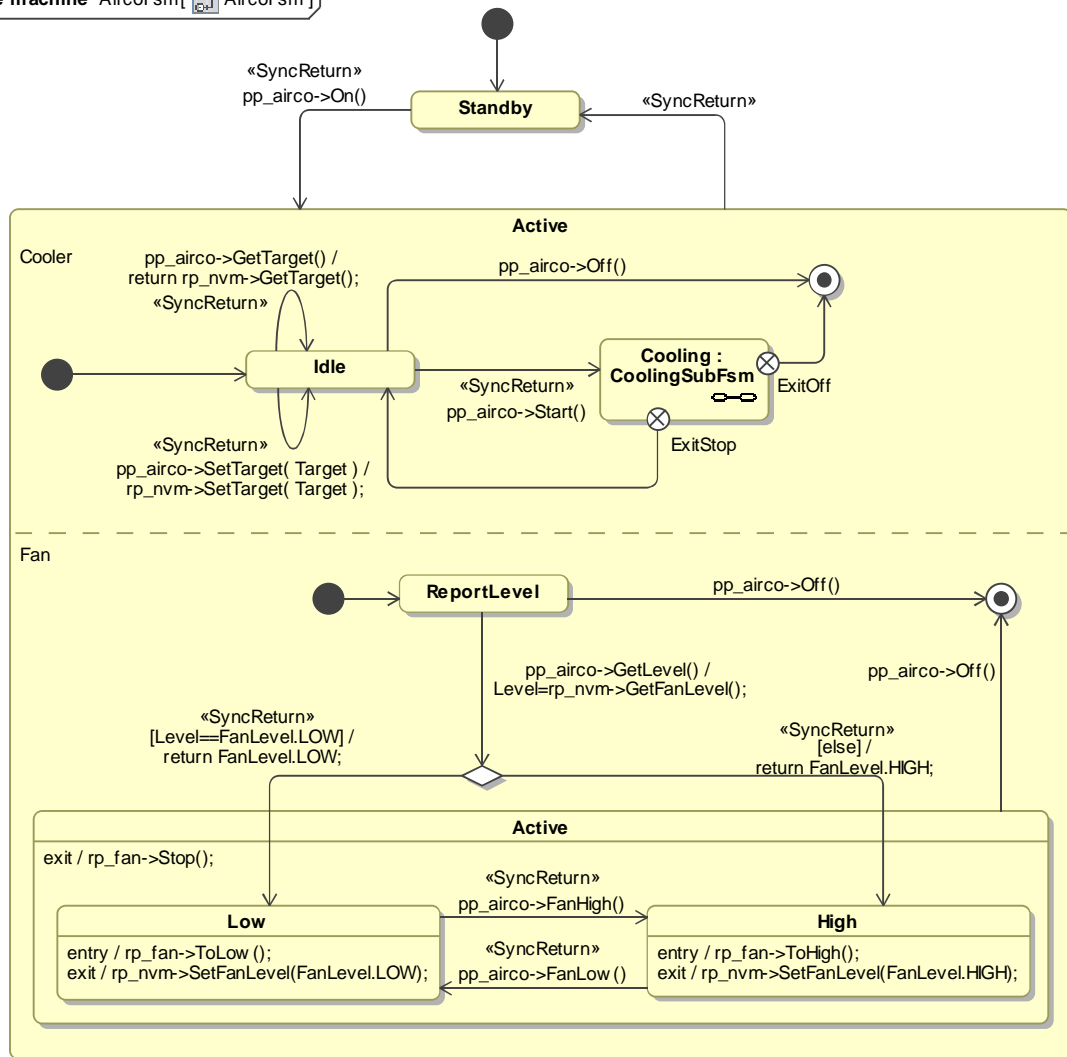 machine AircoFsm[ AircoFsm ]
«SyncReturn»
pp_airco->On()
Standby
«SyncReturn»
Active
Cooler
pp_airco->GetTarget() /
return rp_nvm->GetTarget();
«SyncReturn»
pp_airco->Off()
Idle
Cooling :
CoolingSubFsm
ExitOff
«SyncReturn»
pp_airco->Start()
ExitStop
«SyncReturn»
pp_airco->SetTarget( Target ) /
rp_nvm->SetTarget( Target );
Fan
ReportLevel
pp_airco->Off()
pp_airco->GetLevel() /
Level=rp_nvm->GetFanLevel();
pp_airco->Off()
«SyncReturn»
[Level==FanLevel.LOW] /
return FanLevel.LOW;
«SyncReturn»
[else] /
return FanLevel.HIGH;
Active
exit / rp_fan->Stop();
«SyncReturn»
pp_airco->FanHigh()
Low
entry / rp_fan->ToLow ();
exit / rp_nvm->SetFanLevel(FanLevel.LOW);
«SyncReturn»
pp_airco->FanLow ()
High
entry / rp_fan->ToHigh();
exit / rp_nvm->SetFanLevel(FanLevel.HIGH);